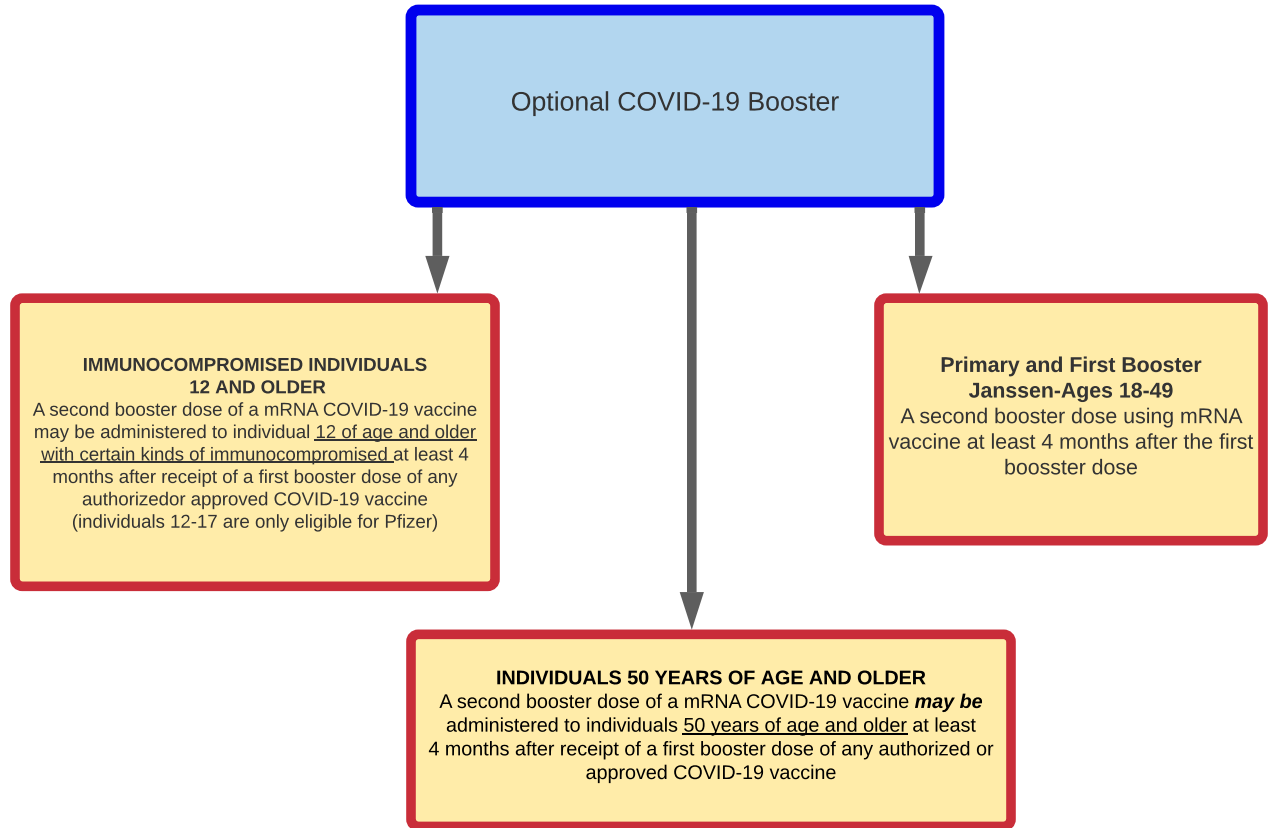 Optional COVID-19 Booster
IMMUNOCOMPROMISED INDIVIDUALS
12 AND OLDER
A second booster dose of a mRNA COVID-19 vaccine
may be administered to individual 12 of age and older
with certain kinds of immunocompromised at least 4
months after receipt of a first booster dose of any
authorizedor approved COVID-19 vaccine
(individuals 12-17 are only eligible for Pfizer)
Primary and First Booster
Janssen-Ages 18-49
A second booster dose using mRNA
vaccine at least 4 months after the first
boosster dose
INDIVIDUALS 50 YEARS OF AGE AND OLDER
A second booster dose of a mRNA COVID-19 vaccine may be
administered to individuals 50 years of age and older at least
4 months after receipt of a first booster dose of any authorized or
approved COVID-19 vaccine